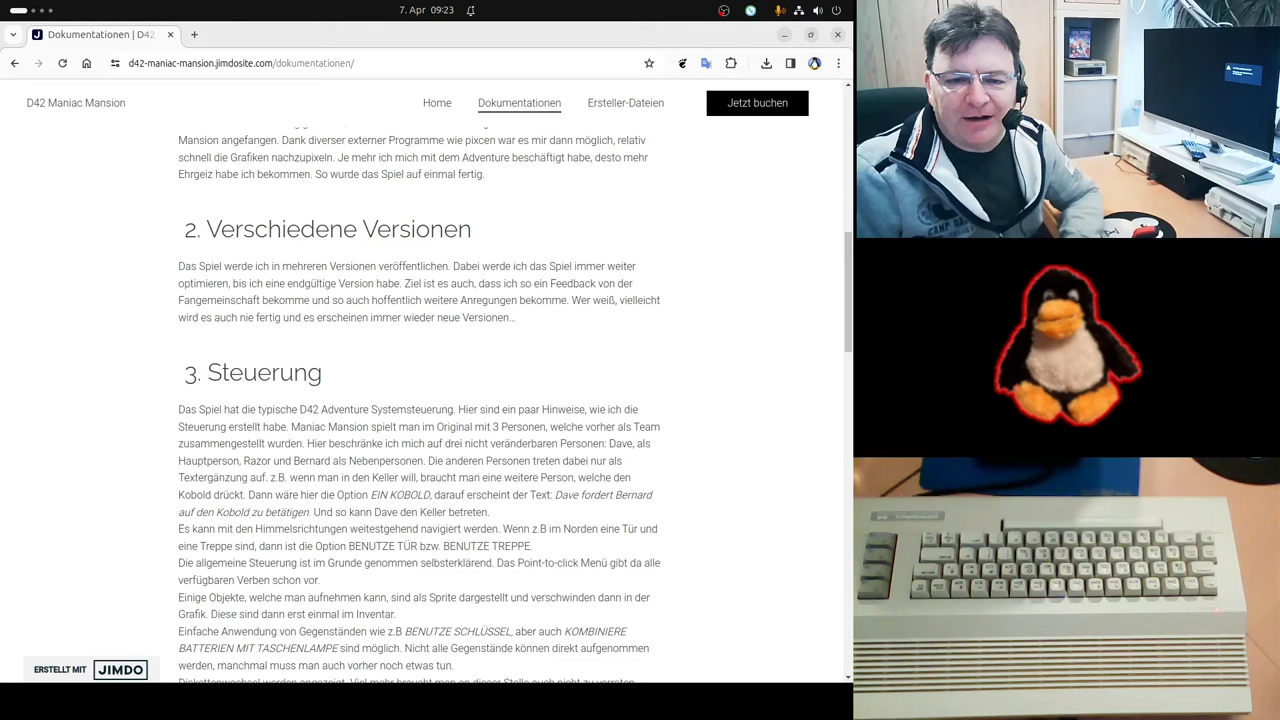 7. Apr 09:23
Dokumentationen | D42
d42-maniac-mansion.jimdosite.com/dokumentationen/
D42 Maniac Mansion
Home
Dokumentationen
Ersteller-Dateien
Jetzt buchen
Mansion angefangen. Dank diverser externer Programme wie pixcen war es mir dann möglich, relativ
schnell die Grafiken nachzupixeln. Je mehr ich mich mit dem Adventure beschäftigt habe, desto mehr
Ehrgeiz habe ich bekommen. So wurde das Spiel auf einmal fertig.
2. Verschiedene Versionen
Das Spiel werde ich in mehreren Versionen veröffentlichen. Dabei werde ich das Spiel immer weiter
optimieren, bis ich eine endgültige Version habe. Ziel ist es auch, dass ich so ein Feedback von der
Fangemeinschaft bekomme und so auch hoffentlich weitere Anregungen bekomme. Wer weiß, vielleicht
wird es auch nie fertig und es erscheinen immer wieder neue Versionen...
3. Steuerung
Das Spiel hat die typische D42 Adventure Systemsteuerung. Hier sind ein paar Hinweise, wie ich die
Steuerung erstellt habe. Maniac Mansion spielt man im Original mit 3 Personen, welche vorher als Team
zusammengestellt wurden. Hier beschränke ich mich auf drei nicht veränderbaren Personen: Dave, als
Hauptperson, Razor und Bernard als Nebenpersonen. Die anderen Personen treten dabei nur als
Textergänzung auf. z.B. wenn man in den Keller will, braucht man eine weitere Person, welche den
Kobold drückt. Dann wäre hier die Option EIN KOBOLD, darauf erscheint der Text: Dave fordert Bernard
auf den Kobold zu betätigen. Und so kann Dave den Keller betreten.
Es kann mit den Himmelsrichtungen weitestgehend navigiert werden. Wenn z.B im Norden eine Tür und
eine Treppe sind, dann ist die Option BENUTZE TÜR bzw. BENUTZE TREPPE.
Die allgemeine Steuerung ist im Grunde genommen selbsterklärend. Das Point-to-click Menü gibt da alle
verfügbaren Verben schon vor.
Einige Objekte, welche man aufnehmen kann, sind als Sprite dargestellt und verschwinden dann in der
Grafik. Diese sind dann erst einmal im Inventar.
Einfache Anwendung von Gegenständen wie z.B BENUTZE SCHLÜSSEL, aber auch KOMBINIERE
BATTERIEN MIT TASCHENLAMPE sind möglich. Nicht alle Gegenstände können direkt aufgenommen
werden, manchmal muss man auch vorher noch etwas tun.
Diskettenwechsel werden angezeigt. Viel mehr braucht man an dieser Stelle auch nicht zu verraten.
ERSTELLT MIT JIMDO